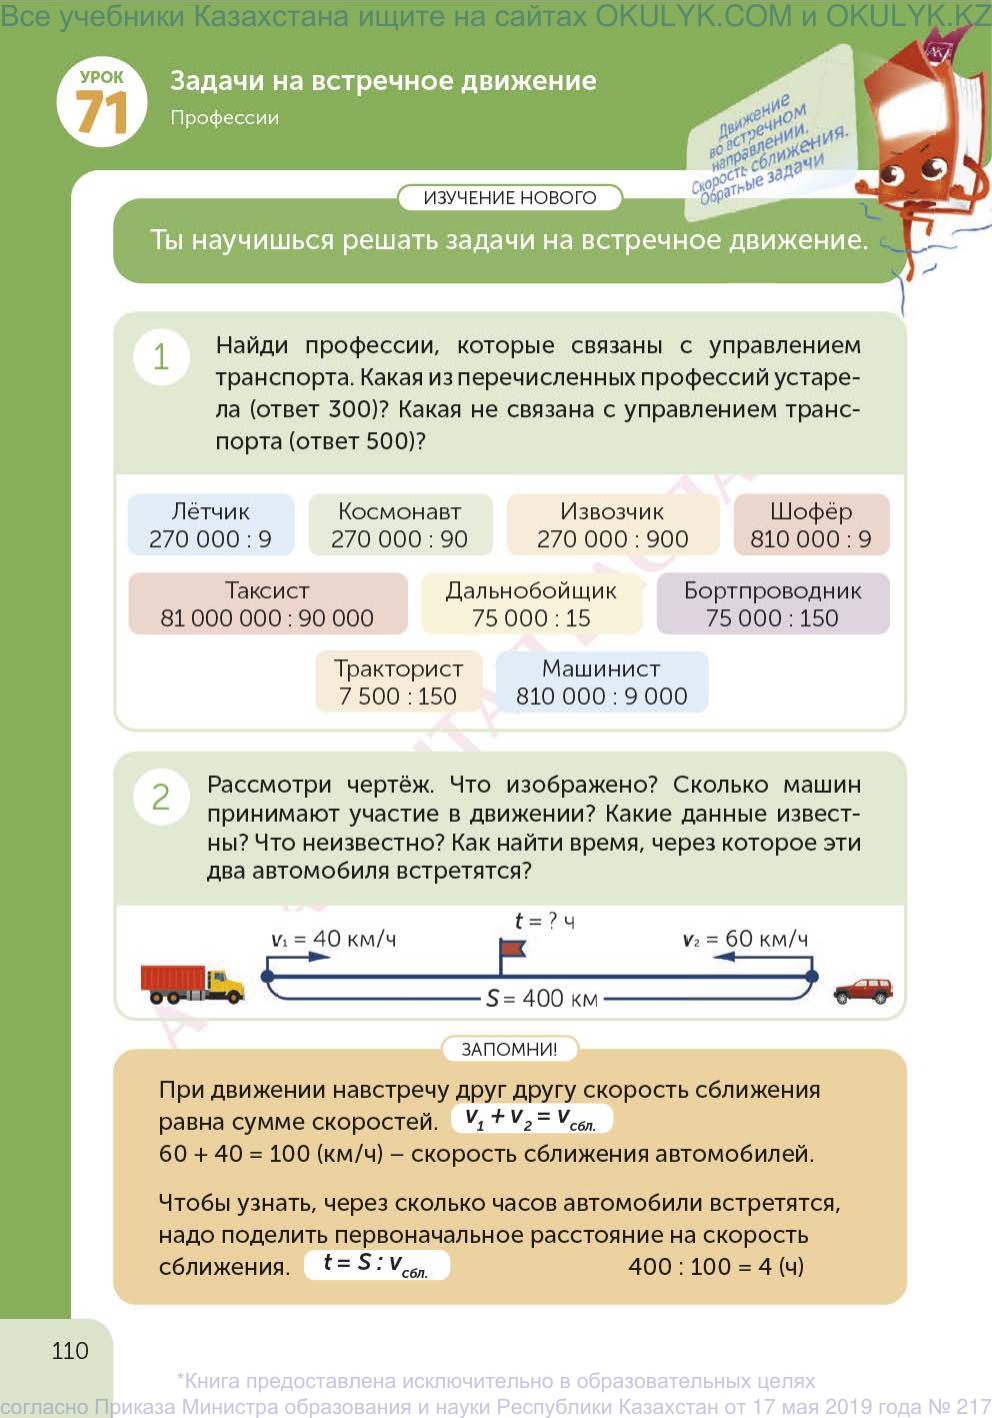 Все учебники Казахстана ищите на сайтах OKULYK.COM и OKULYK.KZ
УРОК
71
Задачи на встречное движение
Профессии
Движение
во встречном
направлении.
Скорость сближения.
Обратные задачи
ИЗУЧЕНИЕ НОВОГО
Ты научишься решать задачи на встречное движение.
1
Найди профессии, которые связаны с управлением
транспорта. Какая из перечисленных профессий устаре-
ла (ответ 300)? Какая не связана с управлением транс-
порта (ответ 500)?
Лётчик
270 000 : 9
Космонавт
270 000 : 90
Извозчик
270 000 : 900
Шофёр
810 000 : 9
Таксист
81 000 000 : 90 000
Дальнобойщик
75 000 : 15
Бортпроводник
75 000 : 150
Тракторист
7 500 : 150
Машинист
810 000 : 9 000
2
Рассмотри чертёж. Что изображено? Сколько машин
принимают участие в движении? Какие данные извест-
ны? Что неизвестно? Как найти время, через которое эти
два автомобиля встретятся?
t = ? ч
v₁ = 40 км/ч
v₂ = 60 км/ч
S = 400 км
ЗАПОМНИ!
При движении навстречу друг другу скорость сближения
равна сумме скоростей. v₁ + v₂ = vсбл.
60 + 40 = 100 (км/ч) – скорость сближения автомобилей.
Чтобы узнать, через сколько часов автомобили встретятся,
надо поделить первоначальное расстояние на скорость
сближения. t = S : vсбл. 400 : 100 = 4 (ч)
110
*Книга предоставлена исключительно в образовательных целях
согласно Приказа Министра образования и науки Республики Казахстан от 17 мая 2019 года № 217